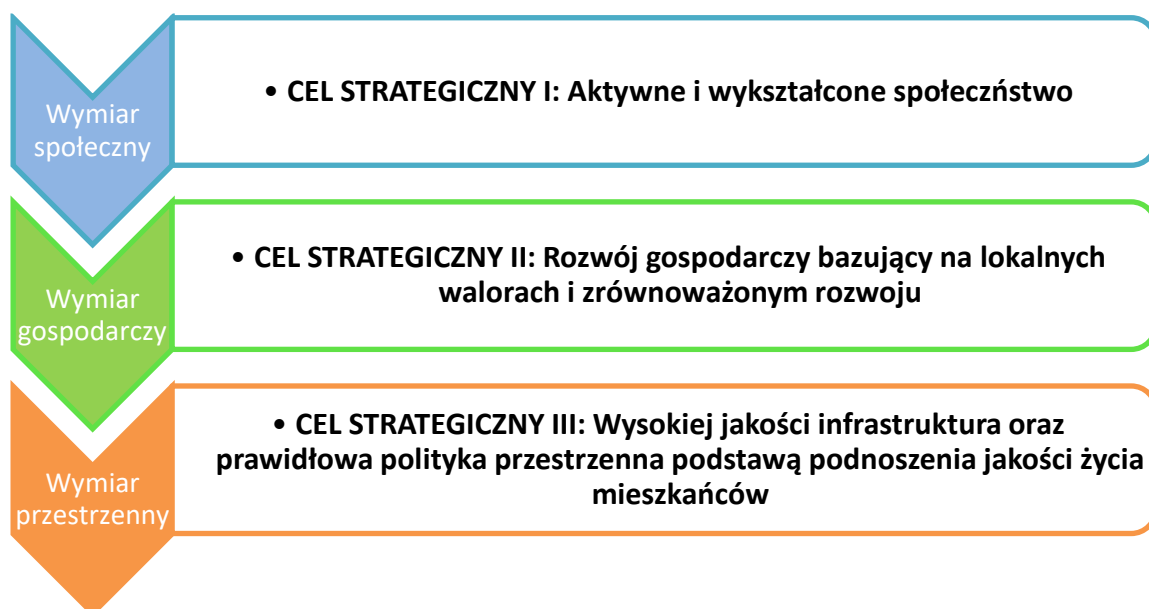 Wymiar
społeczny
• CEL STRATEGICZNY I: Aktywne i wykształcone społeczństwo
Wymiar
gospodarczy
• CEL STRATEGICZNY II: Rozwój gospodarczy bazujący na lokalnych
walorach i zrównoważonym rozwoju
Wymiar
przestrzenny
• CEL STRATEGICZNY III: Wysokiej jakości infrastruktura oraz
prawidłowa polityka przestrzenna podstawą podnoszenia jakości życia
mieszkańców